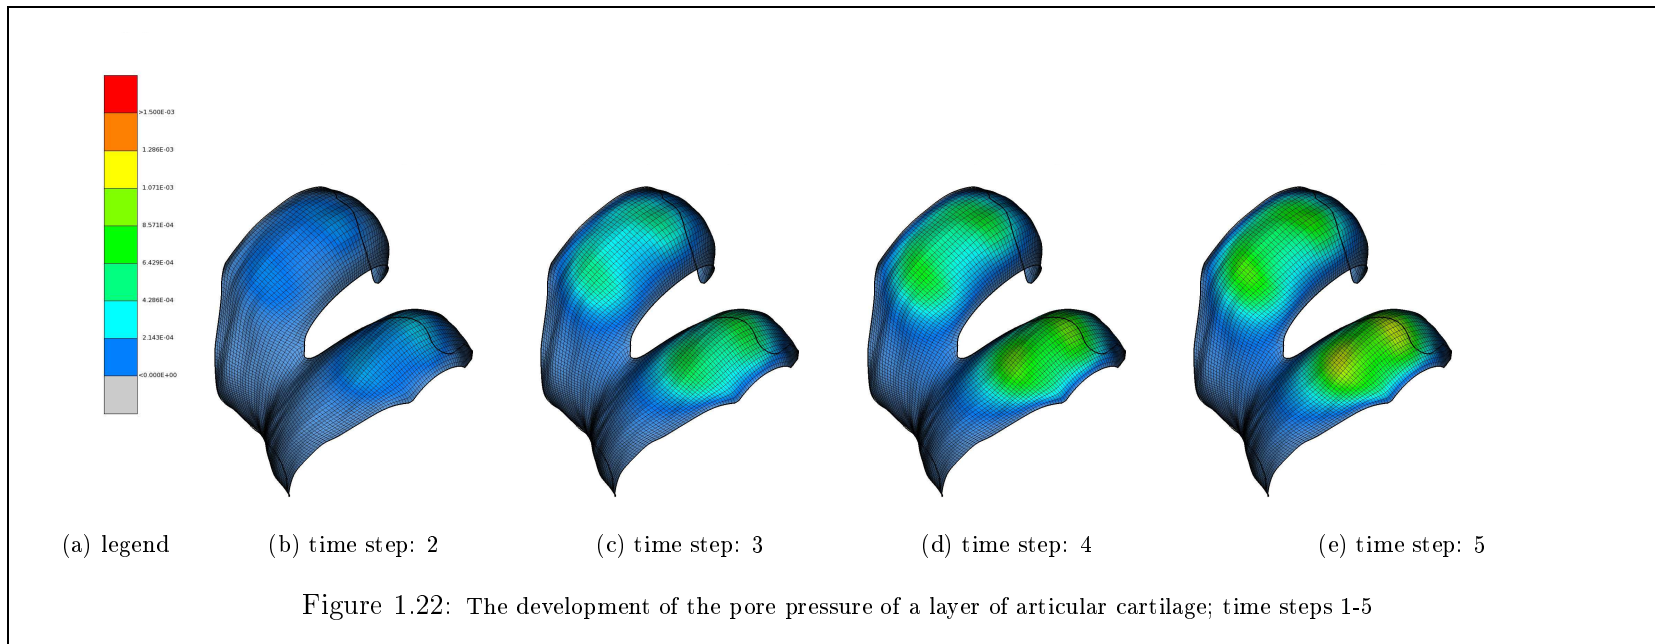 >1.500E-03
1.286E-03
1.071E-03
8.571E-04
6.429E-04
4.286E-04
2.143E-04
<0.000E+00
(a) legend
(b) time step: 2
(c) time step: 3
(d) time step: 4
(e) time step: 5
Figure 1.22: The development of the pore pressure of a layer of articular cartilage; time steps 1-5